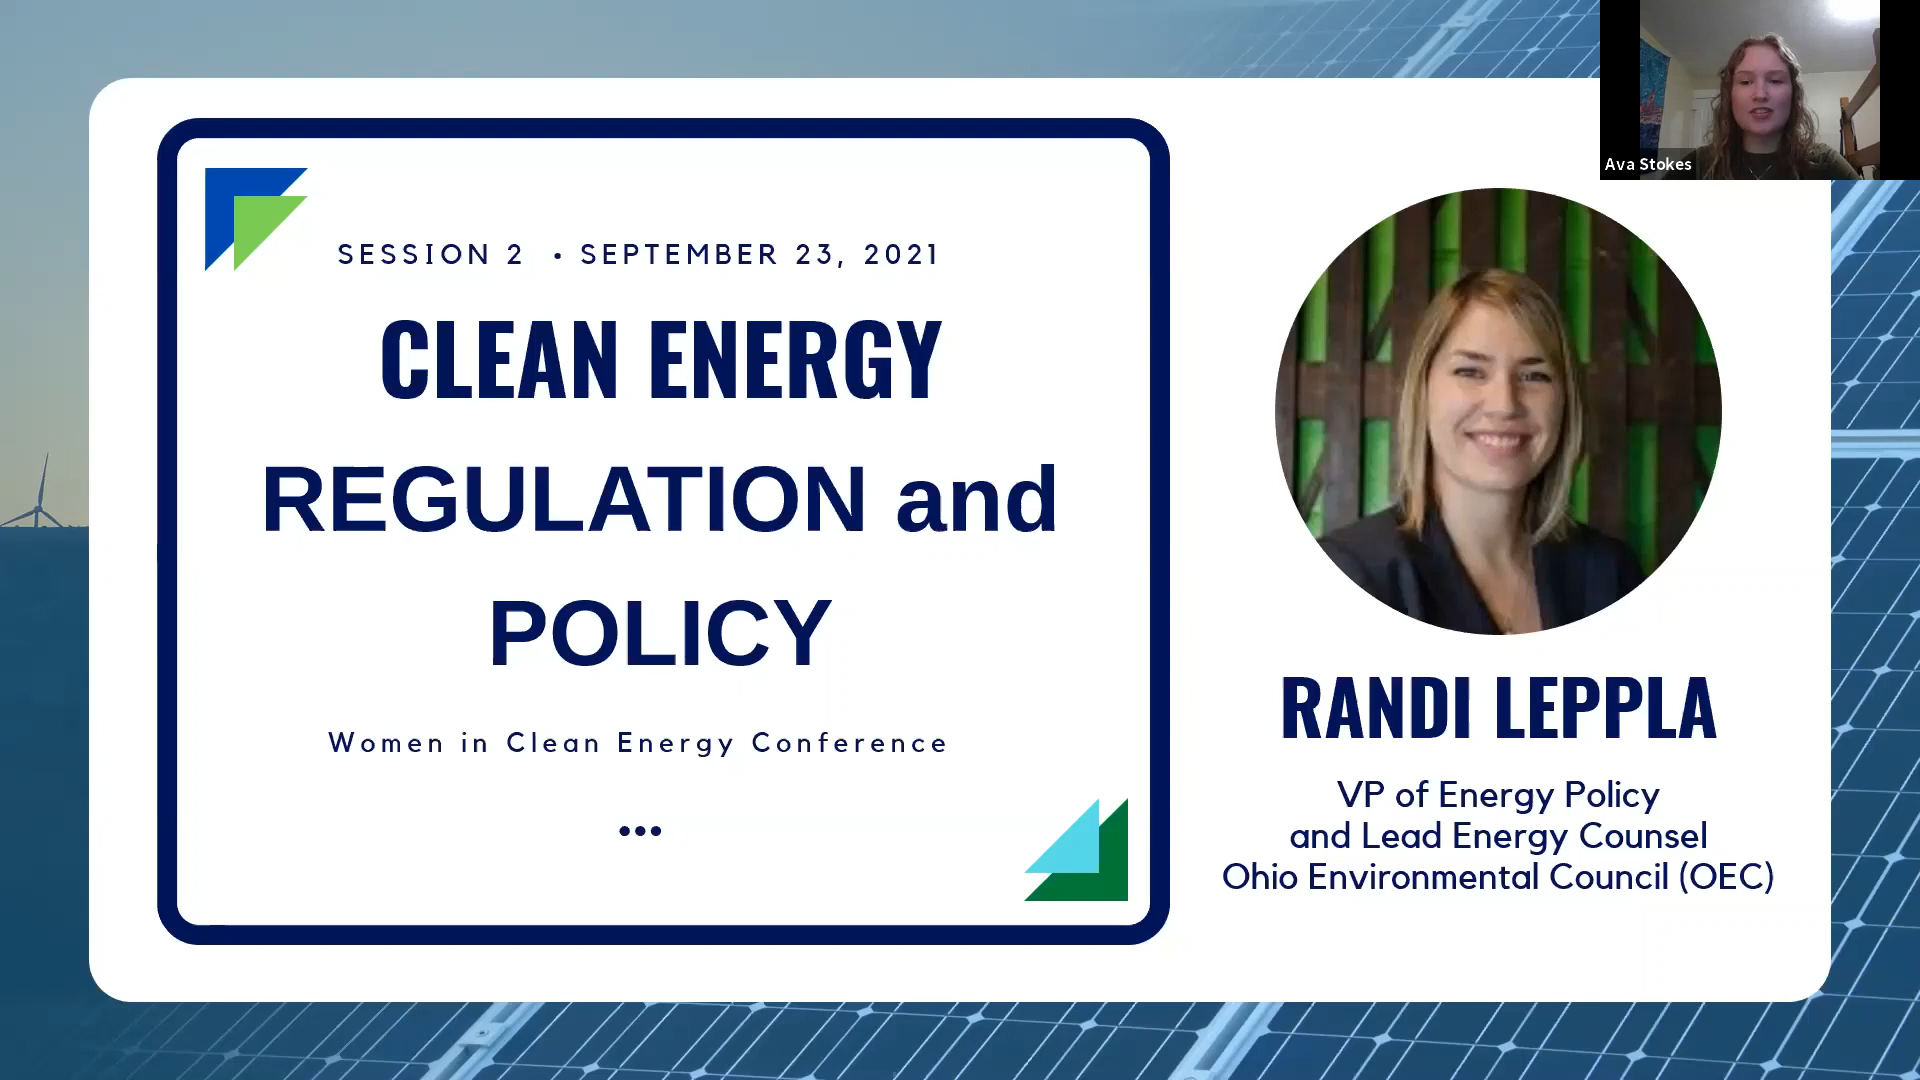 SESSION 2 • SEPTEMBER 23, 2021
CLEAN ENERGY
REGULATION and
POLICY
Women in Clean Energy Conference
Ava Stokes
RANDI LEPPLA
VP of Energy Policy
and Lead Energy Counsel
Ohio Environmental Council (OEC)